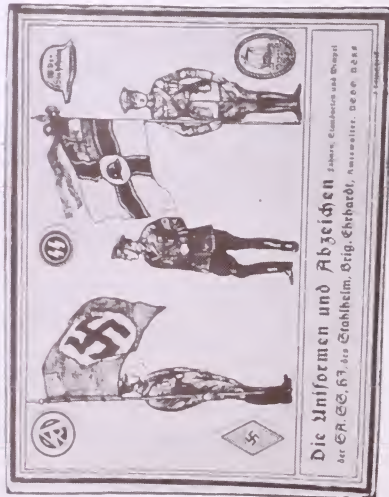 Die Uniformen und Abzeichen
der SA. SS, HJ. des Stahlhelm, Brig. Ehrhardt, Amtswalter,
Fahnen, Standarten und Wimpel